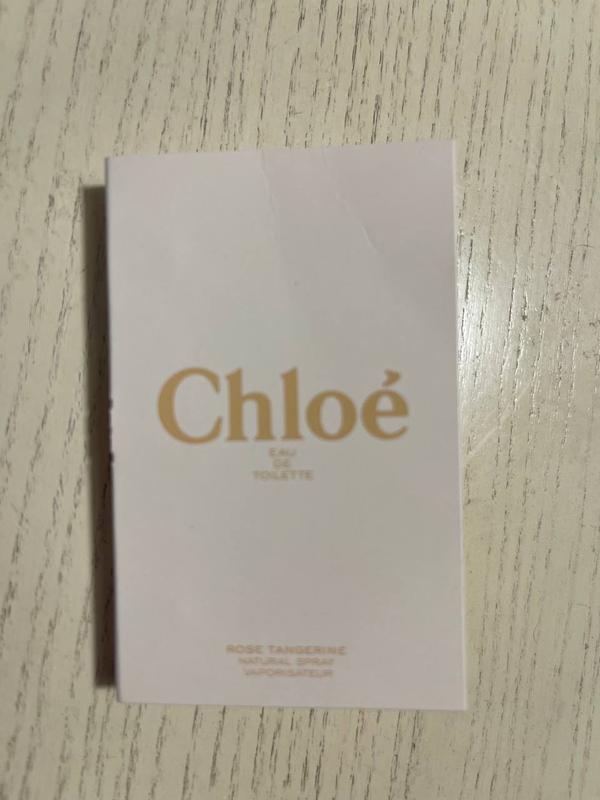 Chloé
EAU
DE
TOILETTE
ROSE TANGERINE
NATURAL SPRAY
VAPORISATEUR